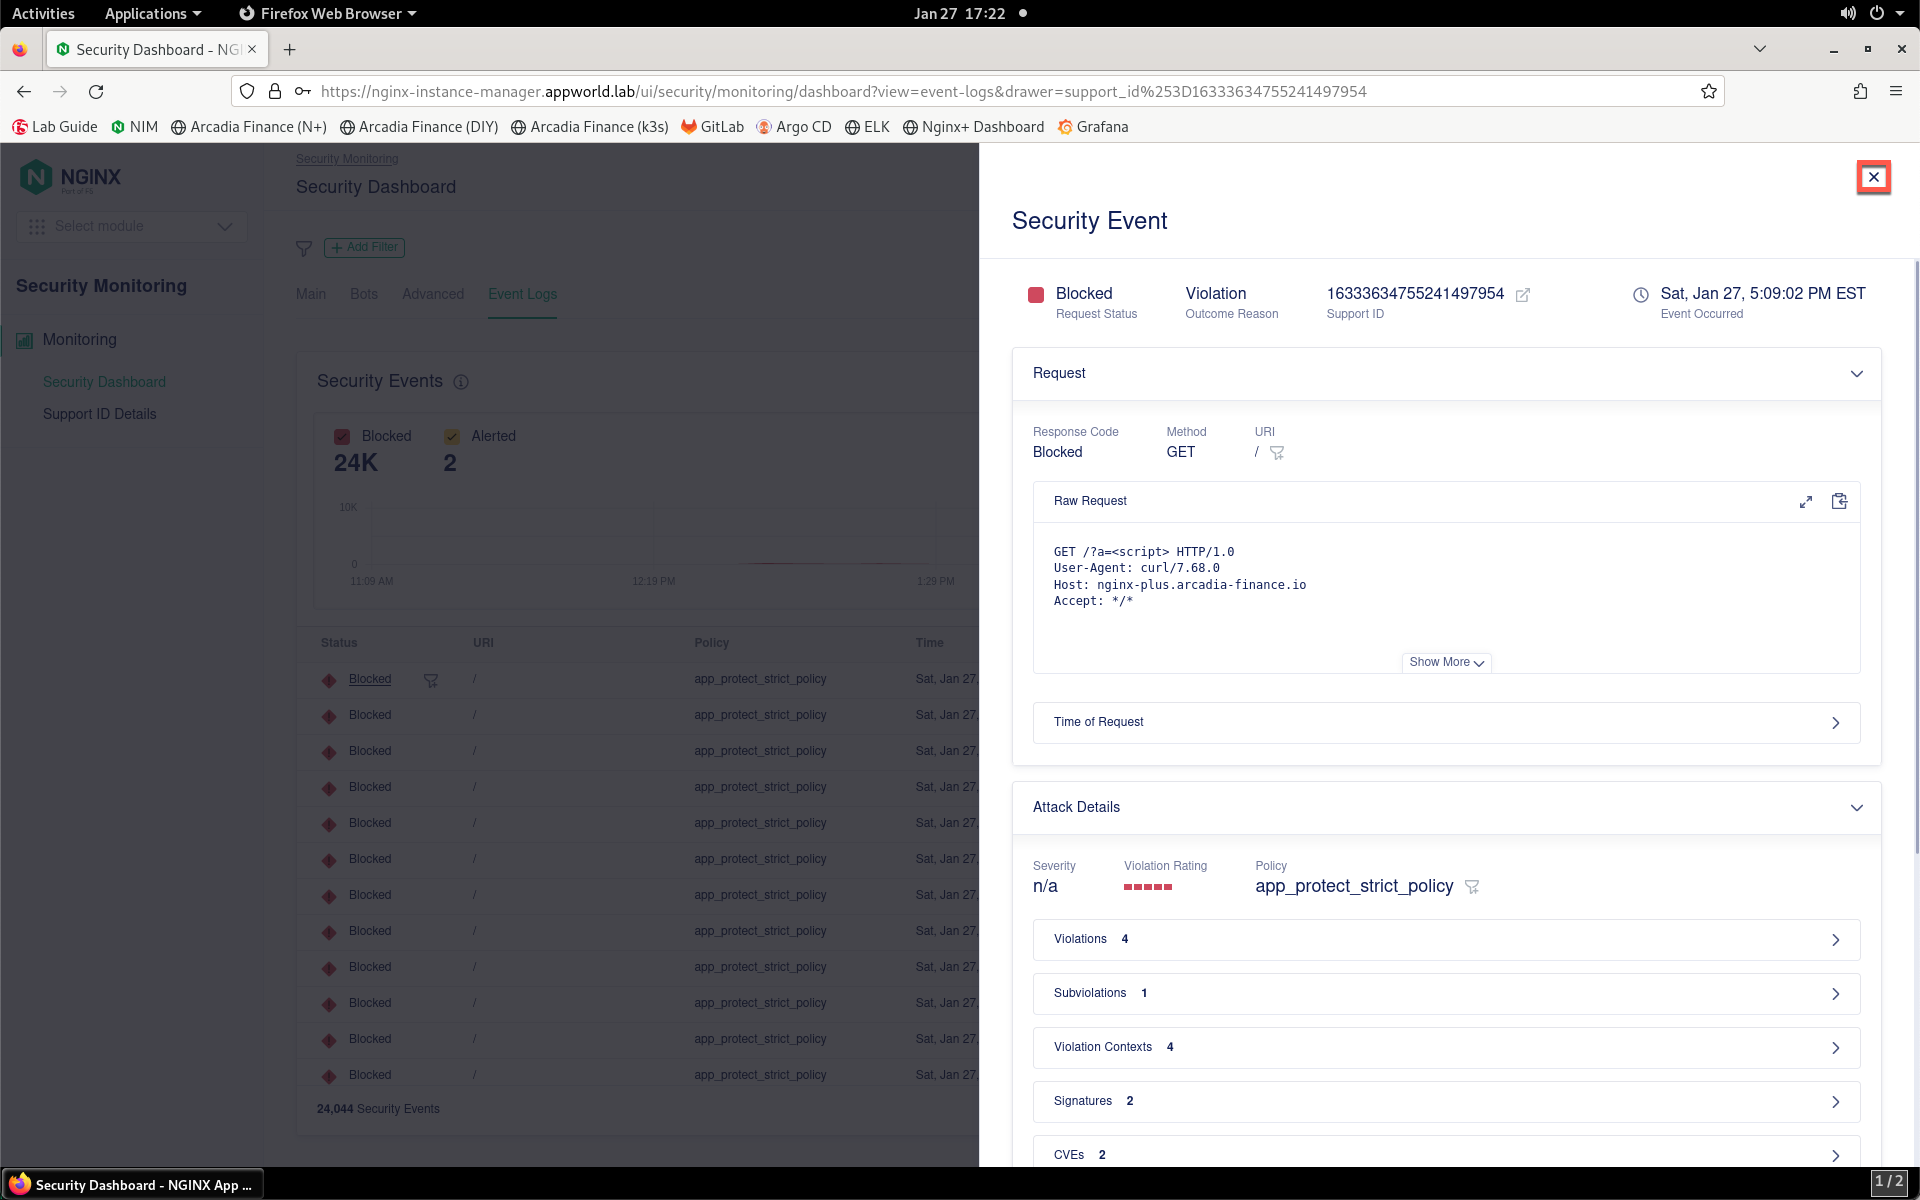 Activities Applications Firefox Web Browser Jan 27 17:22
Security Dashboard - NG
https://nginx-instance-manager.appworld.lab/ui/security/monitoring/dashboard?view=event-logs&drawer=support_id%253D16333634755241497954
Lab Guide NIM Arcadia Finance (N+) Arcadia Finance (DIY) Arcadia Finance (k3s) GitLab Argo CD ELK Nginx+ Dashboard Grafana
NGINX
Part of F5
Select module
Security Monitoring
Monitoring
Security Dashboard
Support ID Details
Security Monitoring
Security Dashboard
Add Filter
Main Bots Advanced Event Logs
Security Events
Blocked Alerted
24K 2
10K
0
11:09 AM 12:19 PM 1:29 PM
Status URI Policy Time
Blocked / app_protect_strict_policy Sat, Jan 27,
Blocked / app_protect_strict_policy Sat, Jan 27,
Blocked / app_protect_strict_policy Sat, Jan 27,
Blocked / app_protect_strict_policy Sat, Jan 27,
Blocked / app_protect_strict_policy Sat, Jan 27,
Blocked / app_protect_strict_policy Sat, Jan 27,
Blocked / app_protect_strict_policy Sat, Jan 27,
Blocked / app_protect_strict_policy Sat, Jan 27,
Blocked / app_protect_strict_policy Sat, Jan 27,
Blocked / app_protect_strict_policy Sat, Jan 27,
Blocked / app_protect_strict_policy Sat, Jan 27,
Blocked / app_protect_strict_policy Sat, Jan 27,
24,044 Security Events
Security Event
Blocked Violation 16333634755241497954 Sat, Jan 27, 5:09:02 PM EST
Request Status Outcome Reason Support ID Event Occurred
Request
Response Code Method URI
Blocked GET /
Raw Request
GET /?a=<script> HTTP/1.0
User-Agent: curl/7.68.0
Host: nginx-plus.arcadia-finance.io
Accept: */*
Show More
Time of Request
Attack Details
Severity Violation Rating Policy
n/a app_protect_strict_policy
Violations 4
Subviolations 1
Violation Contexts 4
Signatures 2
CVEs 2
Security Dashboard - NGINX App ...
1 / 2